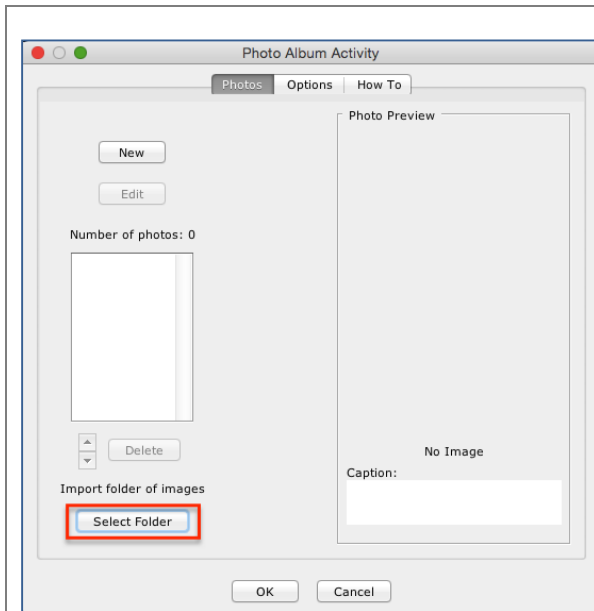 Photo Album Activity
Photos Options How To
Photo Preview
New
Edit
Number of photos: 0
Delete
No Image
Caption:
Import folder of images
Select Folder
OK Cancel